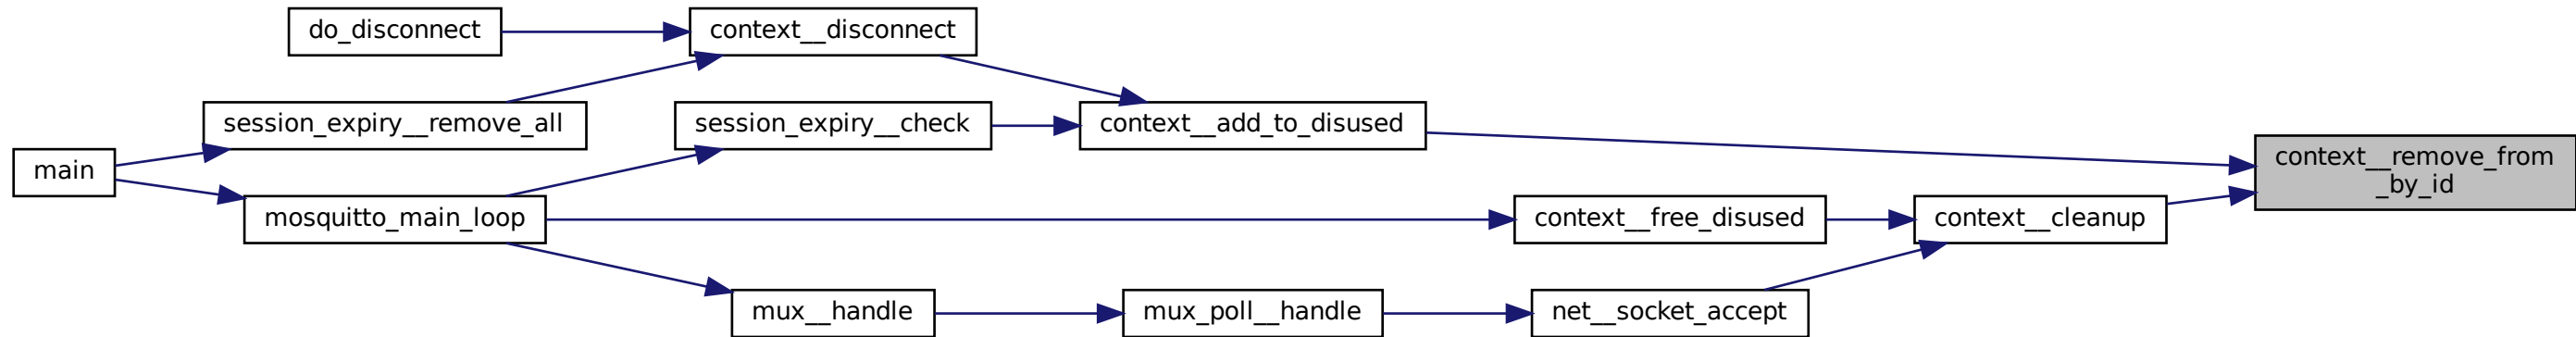 do_disconnect
context__disconnect
session_expiry__remove_all
session_expiry__check
context__add_to_disused
main
context__remove_from
_by_id
mosquitto_main_loop
context__free_disused
context__cleanup
mux__handle
mux_poll__handle
net__socket_accept